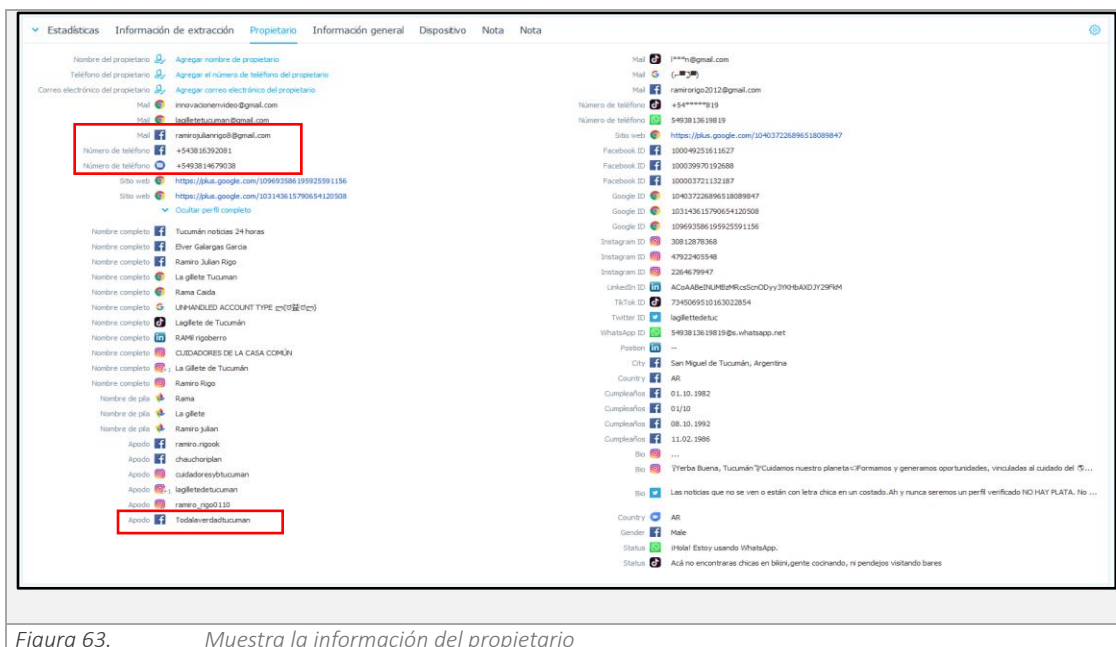 Estadísticas Información de extracción Propietario Información general Dispositivo Nota Nota
Nombre del propietario Agregar nombre de propietario
Teléfono del propietario Agregar el número de teléfono del propietario
Correo electrónico del propietario Agregar correo electrónico del propietario
Mail innovacionenvideo@gmail.com
Mail lagilletetucuman@gmail.com
Mail ramirojulianrigo8@gmail.com
Número de teléfono +543816392081
Número de teléfono +5493814679038
Sitio web https://plus.google.com/109693586195925591156
Sitio web https://plus.google.com/103143615790654120508
Ocultar perfil completo
Nombre completo Tucumán noticias 24 horas
Nombre completo Elver Galargas Garcia
Nombre completo Ramiro Julian Rigo
Nombre completo La gillete Tucuman
Nombre completo Rama Caida
Nombre completo UNHANDLED ACCOUNT TYPE
Nombre completo Lagillete de Tucumán
Nombre completo RAMil rigoberro
Nombre completo CUIDADORES DE LA CASA COMÚN
Nombre completo +1 La Gillete de Tucumán
Nombre completo Ramiro Rigo
Nombre de pila Rama
Nombre de pila La gillete
Nombre de pila Ramiro julian
Apodo ramiro.rigook
Apodo chauchoriplan
Apodo cuidadoresybtucuman
Apodo +1 lagilletedetucuman
Apodo ramiro_rigo0110
Apodo Todalaverdadtucuman
Mail l***n@gmail.com
Mail
Mail ramirorigo2012@gmail.com
Número de teléfono +54*****819
Número de teléfono 5493813619819
Sitio web https://plus.google.com/104037226896518089847
Facebook ID 100049251611627
Facebook ID 100039970192688
Facebook ID 100003721132187
Google ID 104037226896518089847
Google ID 103143615790654120508
Google ID 109693586195925591156
Instagram ID 30812878368
Instagram ID 47922405548
Instagram ID 2264679947
LinkedIn ID
TikTok ID 7345069510163022854
Twitter ID lagillettedetuc
WhatsApp ID 5493813619819@s.whatsapp.net
Position --
City San Miguel de Tucumán, Argentina
Country AR
Cumpleaños 01.10.1982
Cumpleaños 01/10
Cumpleaños 08.10.1992
Cumpleaños 11.02.1986
Bio ...
Bio Yerba Buena, Tucumán Cuidamos nuestro planeta Formamos y generamos oportunidades, vinculadas al cuidado del ...
Bio Las noticias que no se ven o están con letra chica en un costado.Ah y nunca seremos un perfil verificado NO HAY PLATA. No ...
Country AR
Gender Male
Status ¡Hola! Estoy usando WhatsApp.
Status Acá no encontraras chicas en bikini,gente cocinando, ni pendejos visitando bares
Figura 63. Muestra la información del propietario